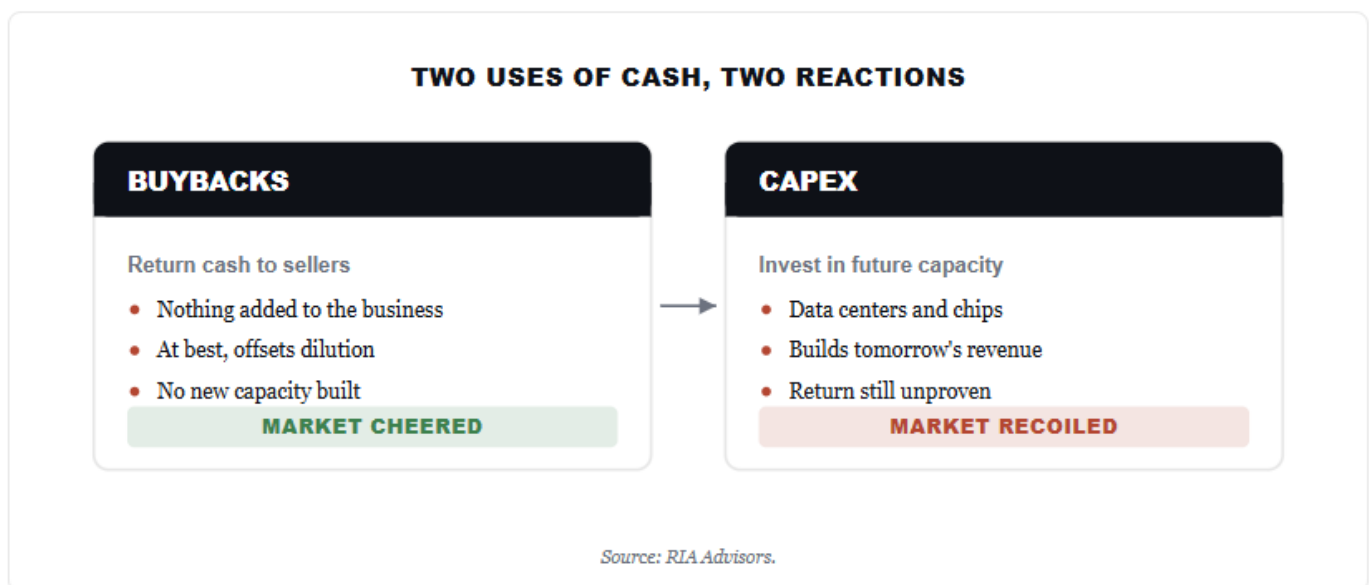 TWO USES OF CASH, TWO REACTIONS
BUYBACKS
Return cash to sellers
• Nothing added to the business
• At best, offsets dilution
• No new capacity built
MARKET CHEERED
CAPEX
Invest in future capacity
• Data centers and chips
• Builds tomorrow's revenue
• Return still unproven
MARKET RECOILED
Source: RIA Advisors.